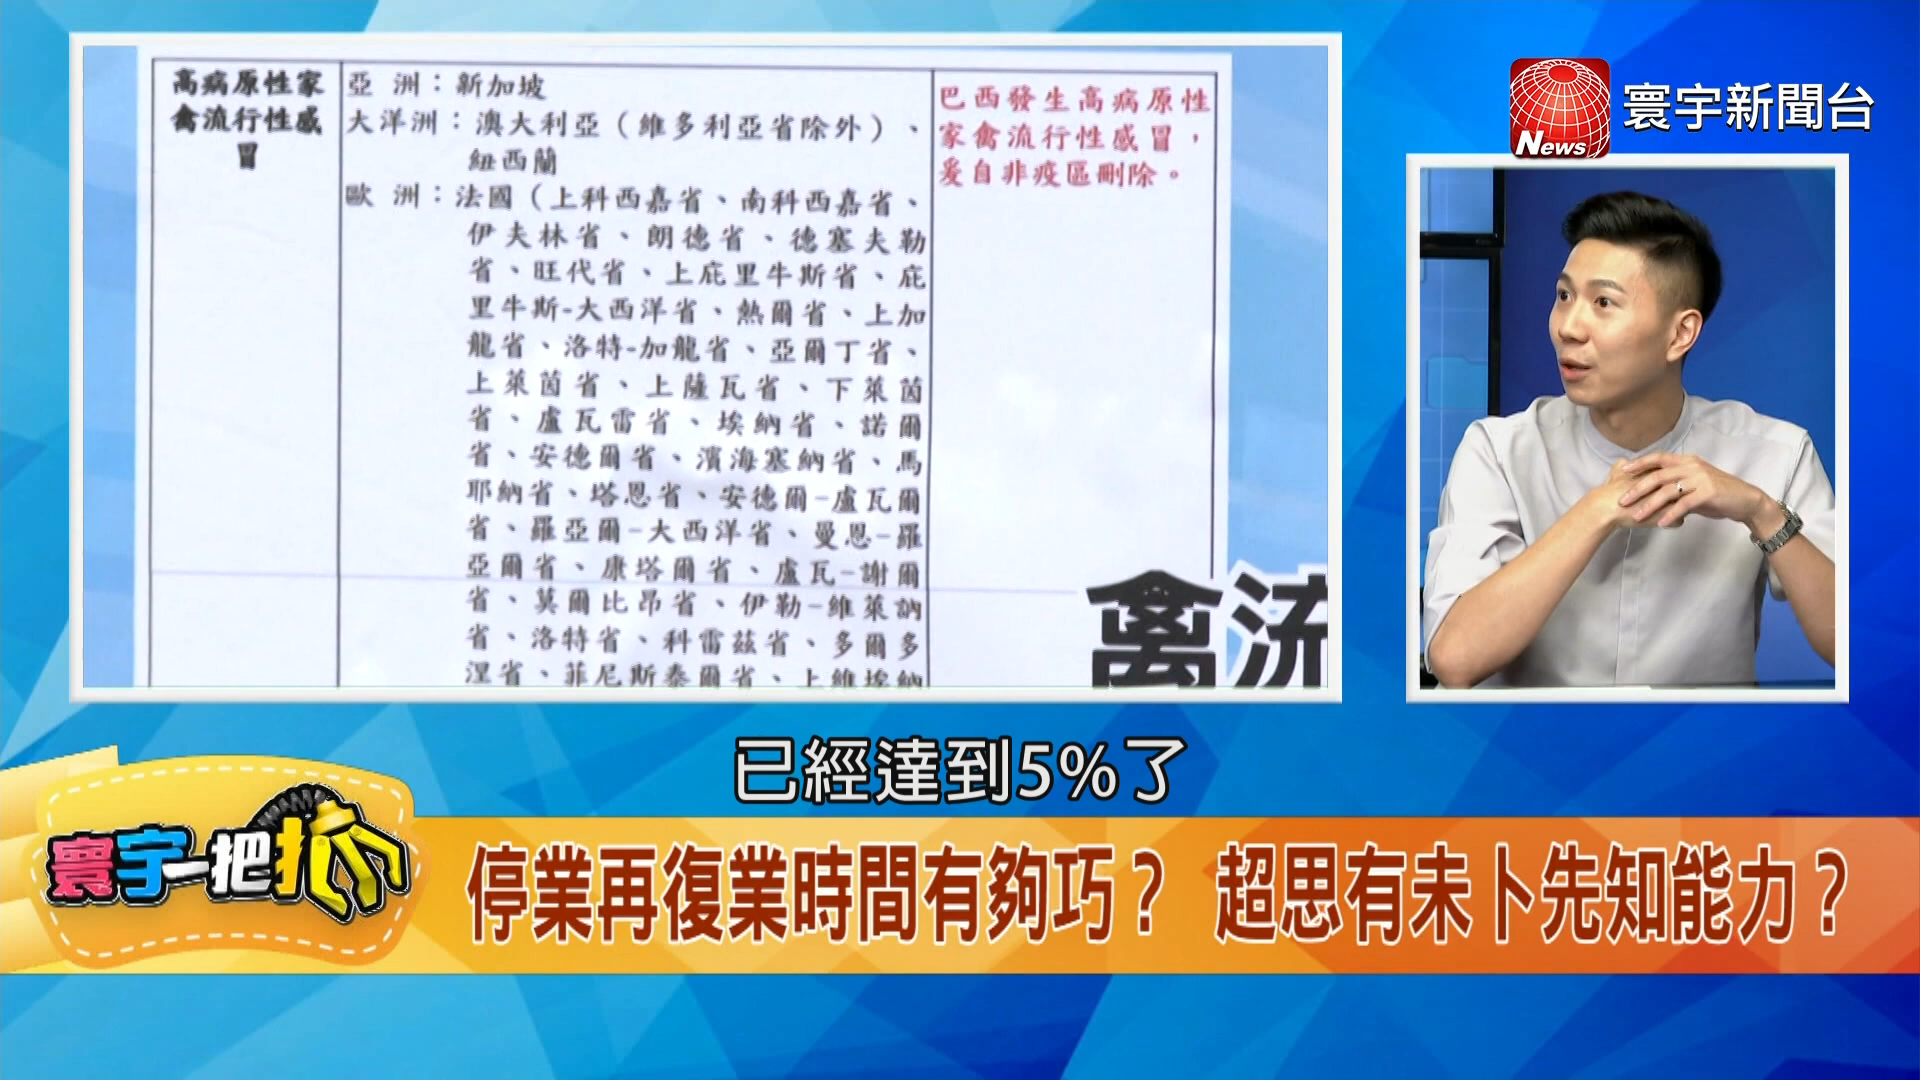 高病原性家
禽流行性感
冒
亞 洲：新加坡
大洋洲：澳大利亞（維多利亞省除外）、
紐西蘭
歐 洲：法國（上科西嘉省、南科西嘉省、
伊夫林省、朗德省、德塞夫勒
省、旺代省、上庇里牛斯省、庇
里牛斯-大西洋省、熱爾省、上加
龍省、洛特-加龍省、亞爾丁省、
上萊茵省、上薩瓦省、下萊茵
省、盧瓦雷省、埃納省、諾爾
省、安德爾省、濱海塞納省、馬
耶納省、塔恩省、安德爾-盧瓦爾
省、羅亞爾-大西洋省、曼恩-羅
亞爾省、康塔爾省、盧瓦-謝爾
省、莫爾比昂省、伊勒-維萊訥
省、洛特省、科雷茲省、多爾多
涅省、菲尼斯泰爾省、上維埃納
巴西發生高病原性
家禽流行性感冒，
爰自非疫區刪除。
禽流
News
寰宇新聞台
已經達到5%了
寰宇一把抓
停業再復業時間有夠巧？ 超思有未卜先知能力？